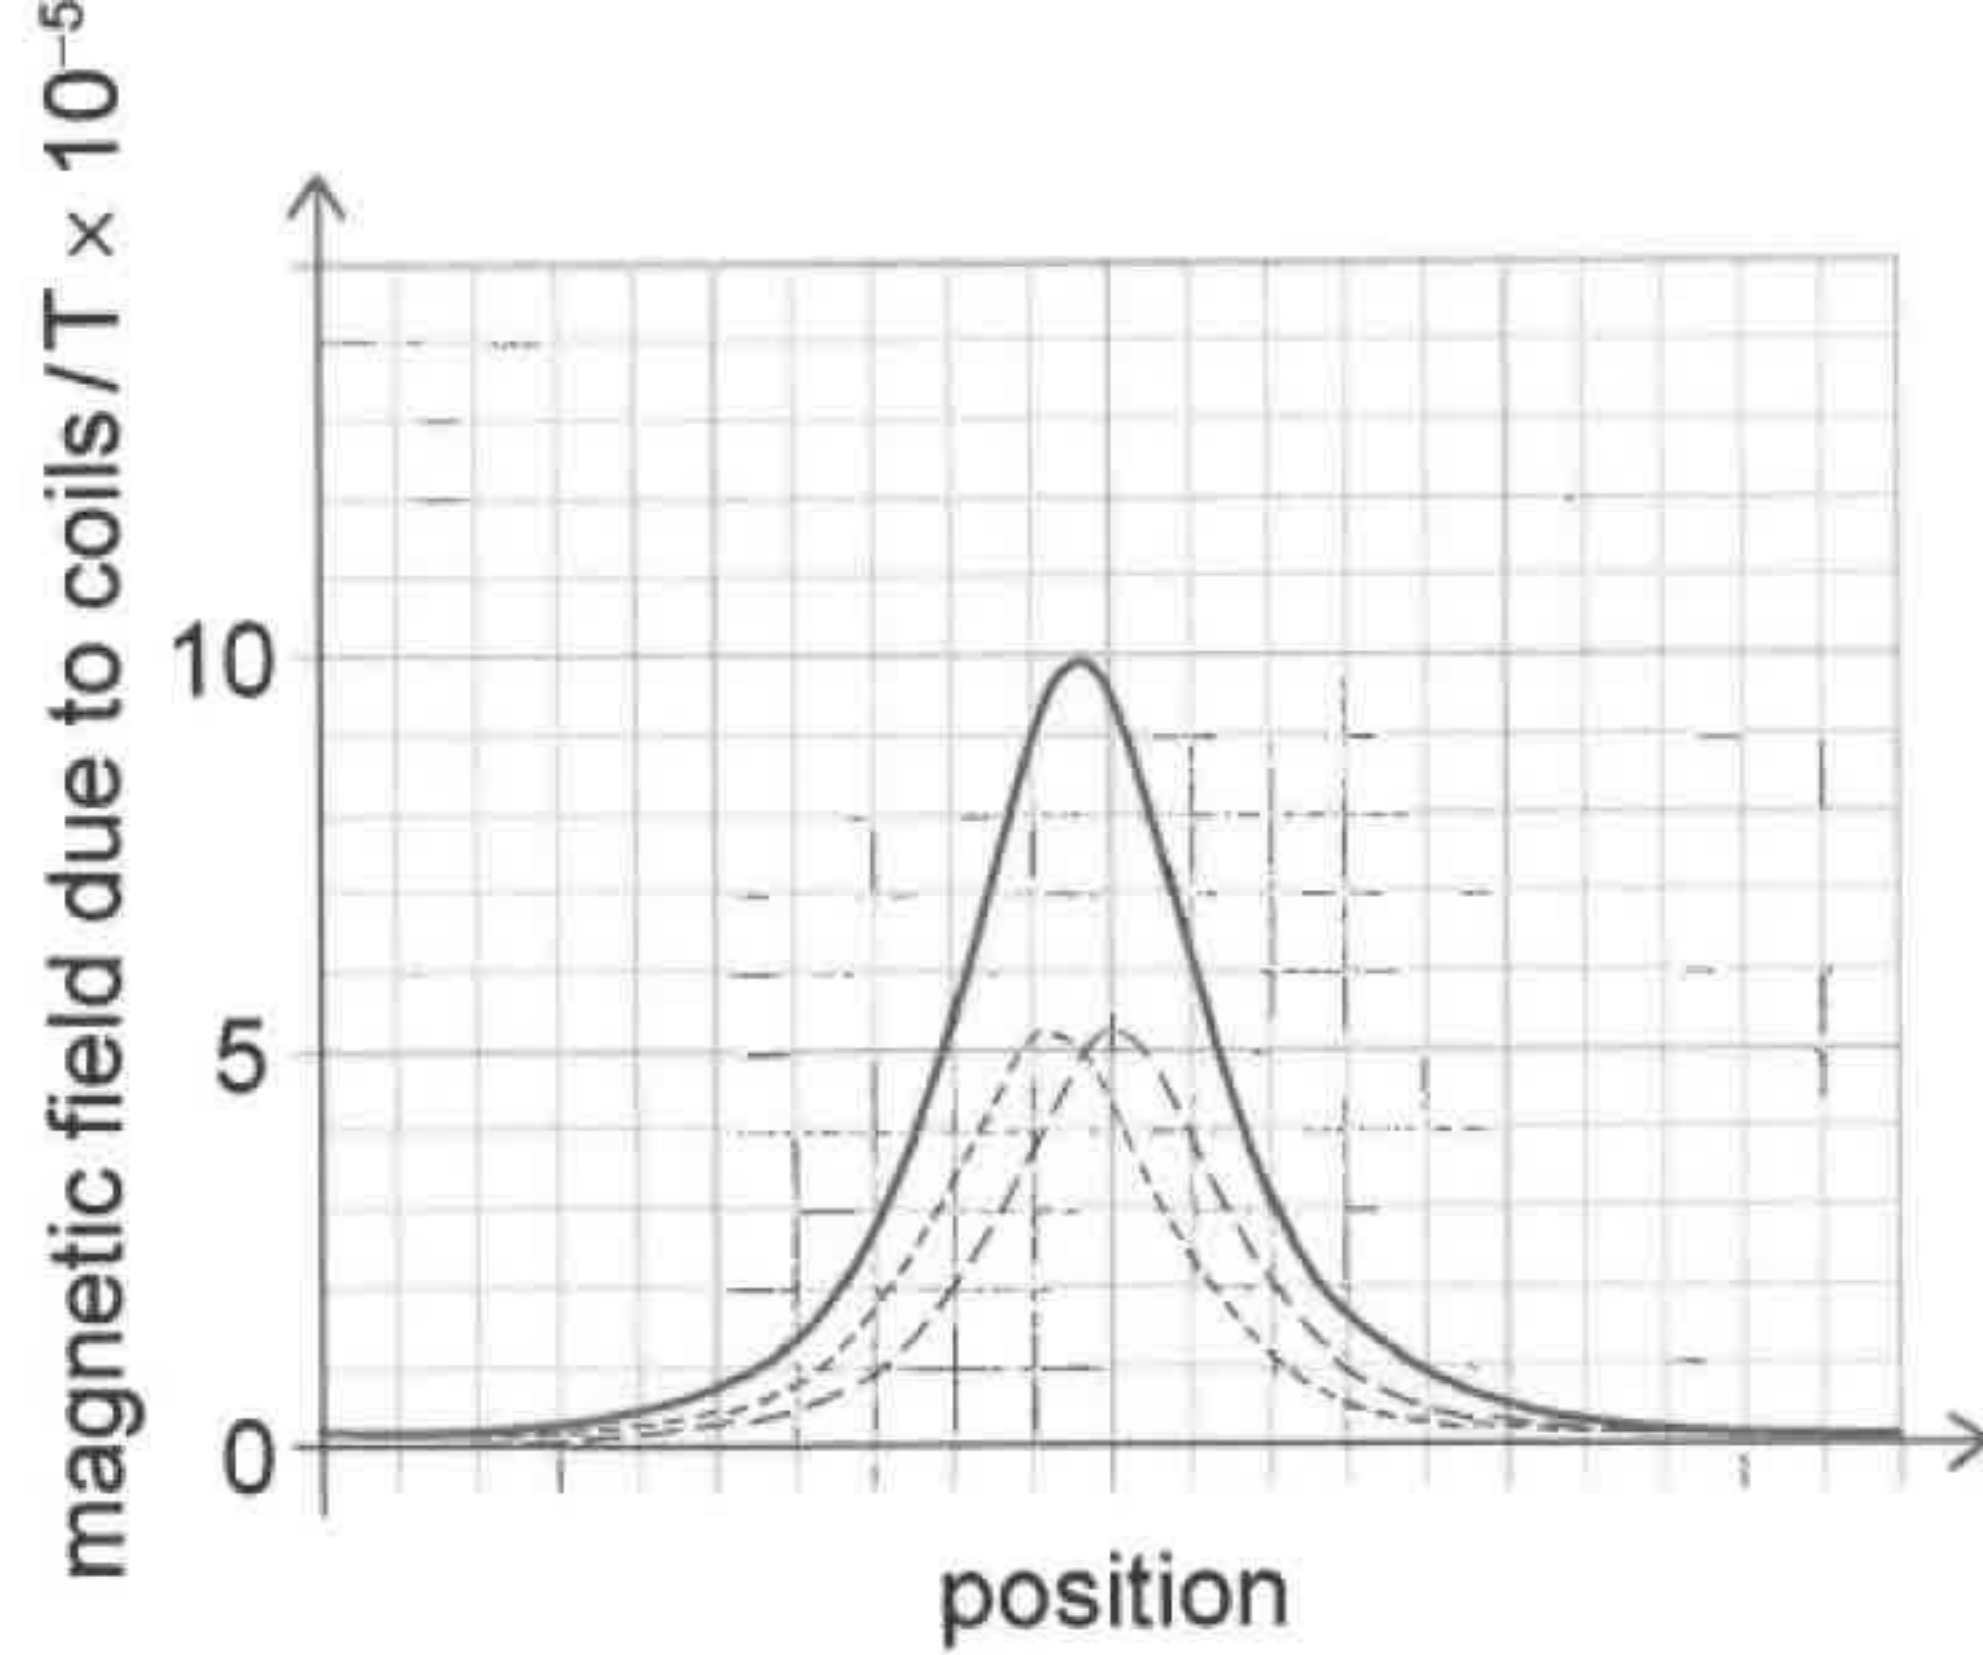 magnetic field due to coils/T × 10⁻⁵
10
5
0
position